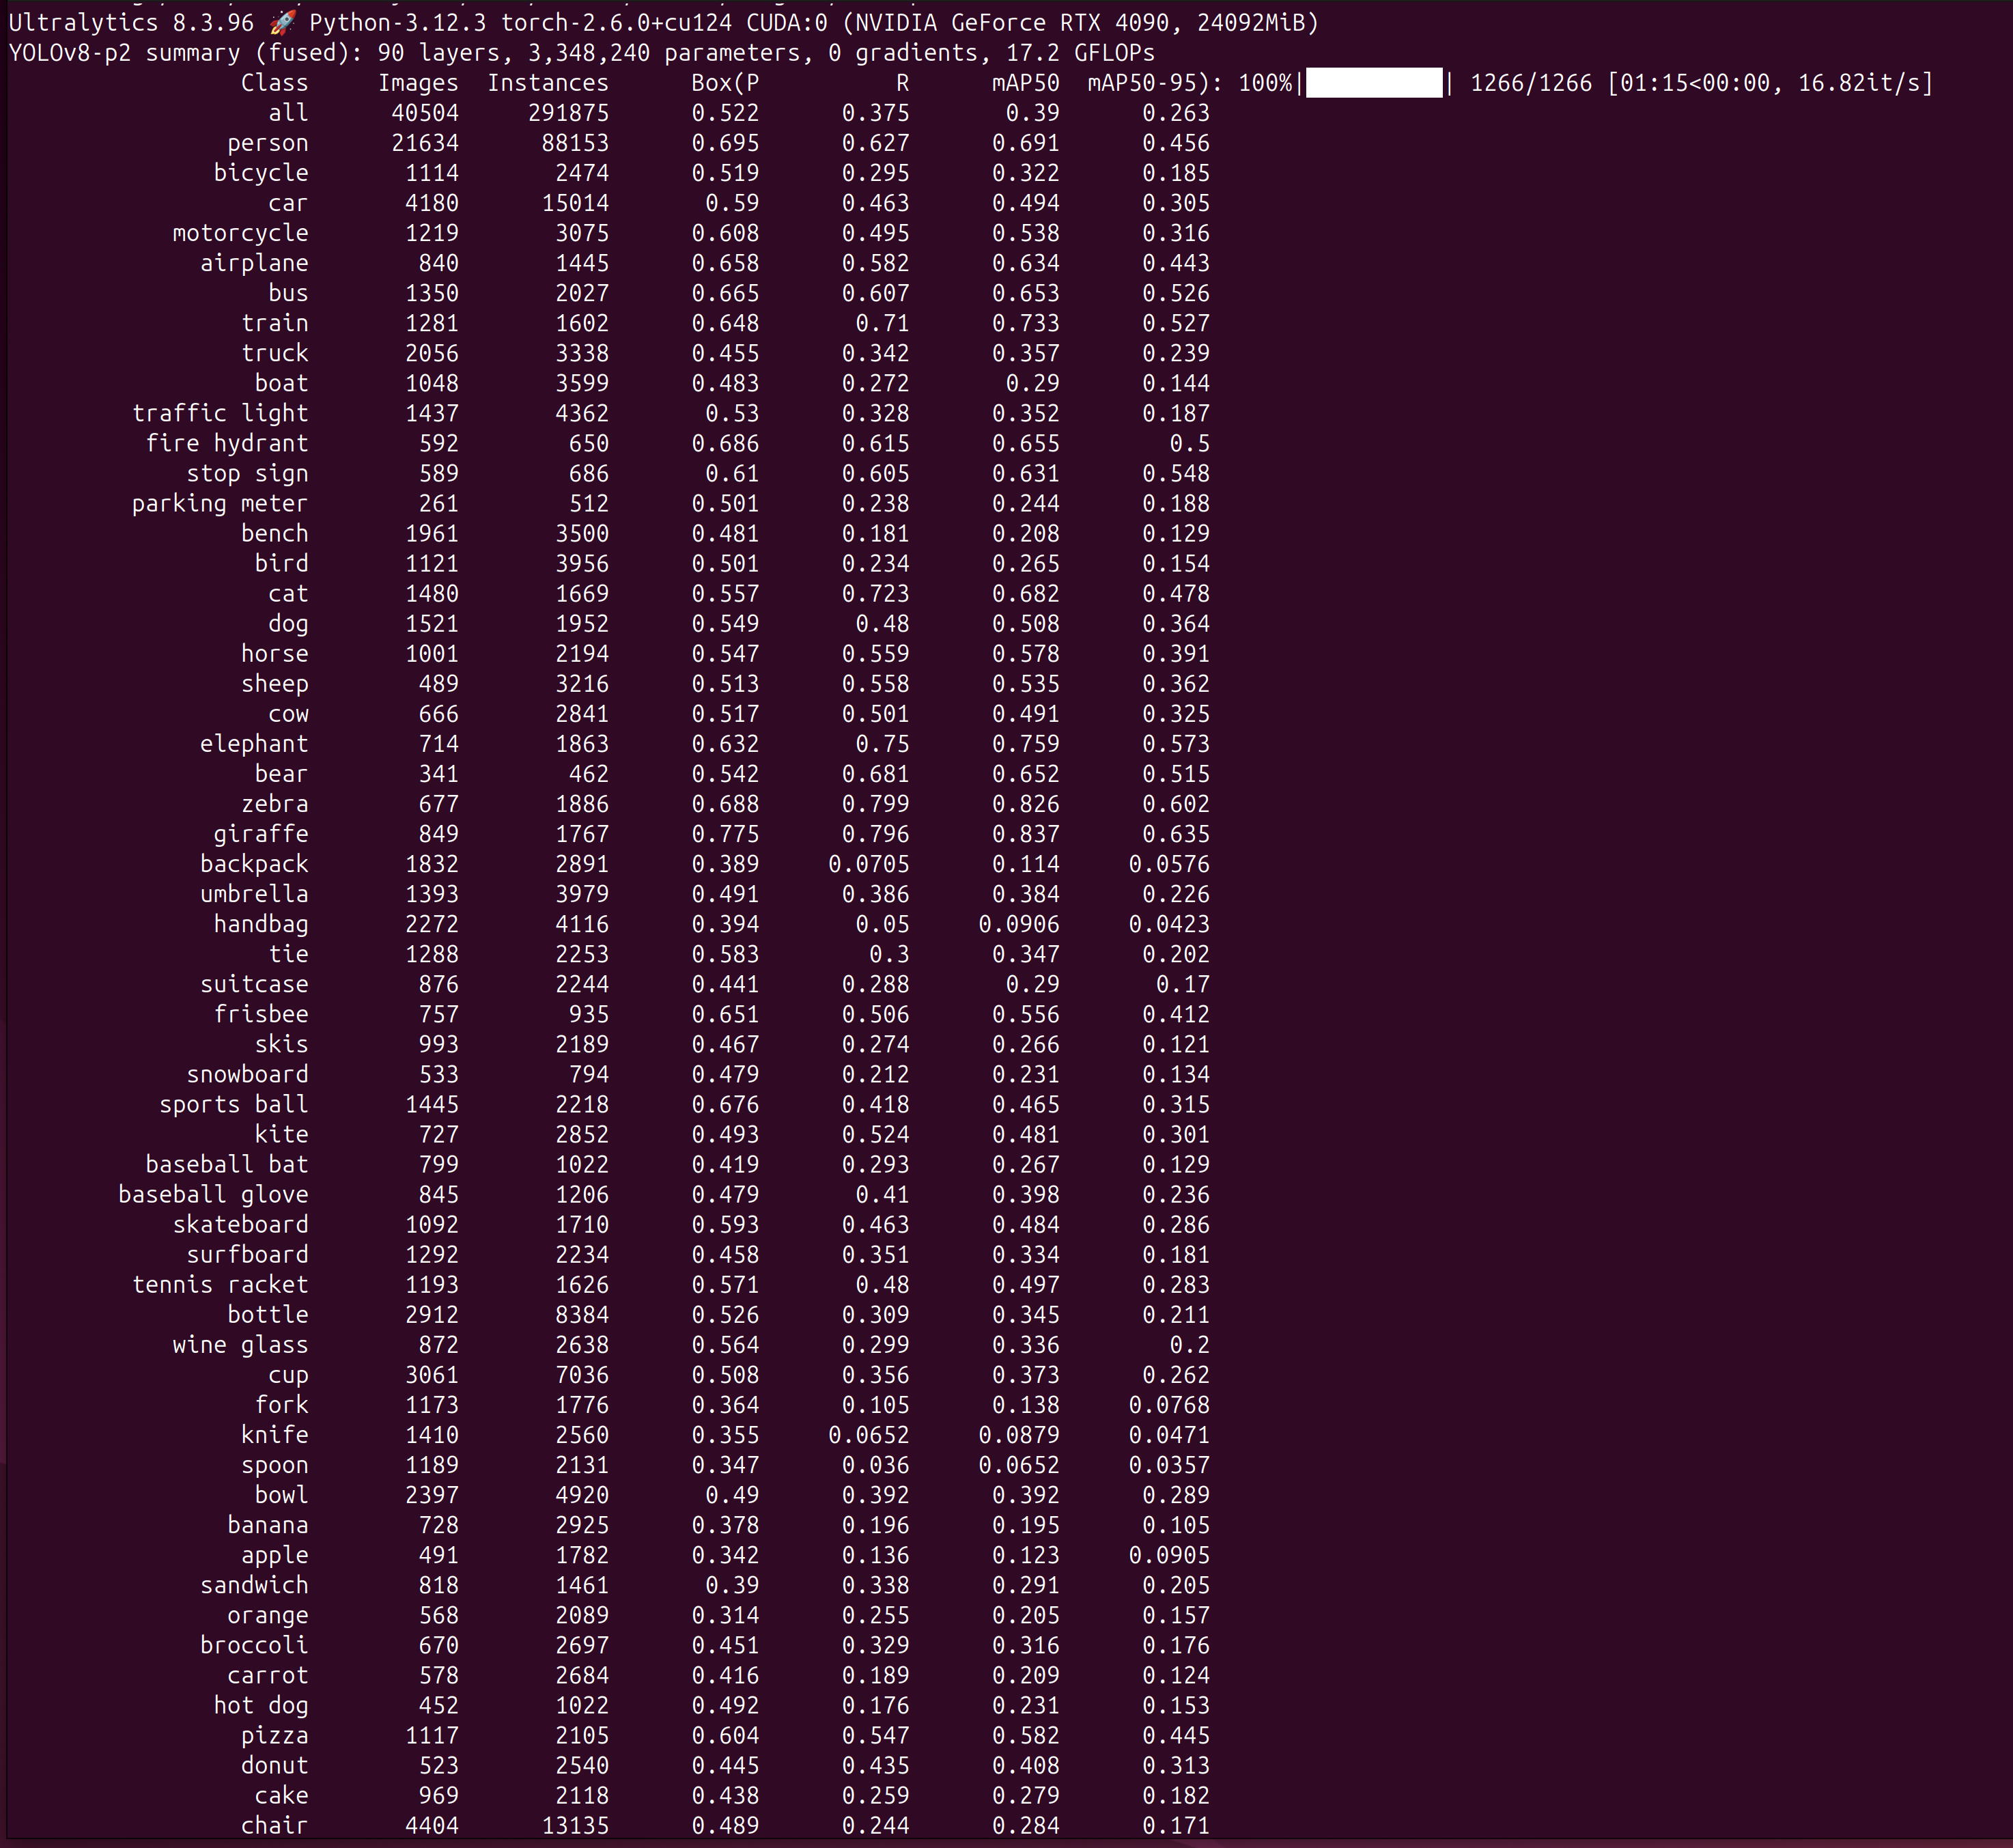 Ultralytics 8.3.96 🚀 Python-3.12.3 torch-2.6.0+cu124 CUDA:0 (NVIDIA GeForce RTX 4090, 24092MiB)
YOLOv8-p2 summary (fused): 90 layers, 3,348,240 parameters, 0 gradients, 17.2 GFLOPs
Class Images Instances Box(P R mAP50 mAP50-95): 100%|██████████| 1266/1266 [01:15<00:00, 16.82it/s]
all 40504 291875 0.522 0.375 0.39 0.263
person 21634 88153 0.695 0.627 0.691 0.456
bicycle 1114 2474 0.519 0.295 0.322 0.185
car 4180 15014 0.59 0.463 0.494 0.305
motorcycle 1219 3075 0.608 0.495 0.538 0.316
airplane 840 1445 0.658 0.582 0.634 0.443
bus 1350 2027 0.665 0.607 0.653 0.526
train 1281 1602 0.648 0.71 0.733 0.527
truck 2056 3338 0.455 0.342 0.357 0.239
boat 1048 3599 0.483 0.272 0.29 0.144
traffic light 1437 4362 0.53 0.328 0.352 0.187
fire hydrant 592 650 0.686 0.615 0.655 0.5
stop sign 589 686 0.61 0.605 0.631 0.548
parking meter 261 512 0.501 0.238 0.244 0.188
bench 1961 3500 0.481 0.181 0.208 0.129
bird 1121 3956 0.501 0.234 0.265 0.154
cat 1480 1669 0.557 0.723 0.682 0.478
dog 1521 1952 0.549 0.48 0.508 0.364
horse 1001 2194 0.547 0.559 0.578 0.391
sheep 489 3216 0.513 0.558 0.535 0.362
cow 666 2841 0.517 0.501 0.491 0.325
elephant 714 1863 0.632 0.75 0.759 0.573
bear 341 462 0.542 0.681 0.652 0.515
zebra 677 1886 0.688 0.799 0.826 0.602
giraffe 849 1767 0.775 0.796 0.837 0.635
backpack 1832 2891 0.389 0.0705 0.114 0.0576
umbrella 1393 3979 0.491 0.386 0.384 0.226
handbag 2272 4116 0.394 0.05 0.0906 0.0423
tie 1288 2253 0.583 0.3 0.347 0.202
suitcase 876 2244 0.441 0.288 0.29 0.17
frisbee 757 935 0.651 0.506 0.556 0.412
skis 993 2189 0.467 0.274 0.266 0.121
snowboard 533 794 0.479 0.212 0.231 0.134
sports ball 1445 2218 0.676 0.418 0.465 0.315
kite 727 2852 0.493 0.524 0.481 0.301
baseball bat 799 1022 0.419 0.293 0.267 0.129
baseball glove 845 1206 0.479 0.41 0.398 0.236
skateboard 1092 1710 0.593 0.463 0.484 0.286
surfboard 1292 2234 0.458 0.351 0.334 0.181
tennis racket 1193 1626 0.571 0.48 0.497 0.283
bottle 2912 8384 0.526 0.309 0.345 0.211
wine glass 872 2638 0.564 0.299 0.336 0.2
cup 3061 7036 0.508 0.356 0.373 0.262
fork 1173 1776 0.364 0.105 0.138 0.0768
knife 1410 2560 0.355 0.0652 0.0879 0.0471
spoon 1189 2131 0.347 0.036 0.0652 0.0357
bowl 2397 4920 0.49 0.392 0.392 0.289
banana 728 2925 0.378 0.196 0.195 0.105
apple 491 1782 0.342 0.136 0.123 0.0905
sandwich 818 1461 0.39 0.338 0.291 0.205
orange 568 2089 0.314 0.255 0.205 0.157
broccoli 670 2697 0.451 0.329 0.316 0.176
carrot 578 2684 0.416 0.189 0.209 0.124
hot dog 452 1022 0.492 0.176 0.231 0.153
pizza 1117 2105 0.604 0.547 0.582 0.445
donut 523 2540 0.445 0.435 0.408 0.313
cake 969 2118 0.438 0.259 0.279 0.182
chair 4404 13135 0.489 0.244 0.284 0.171